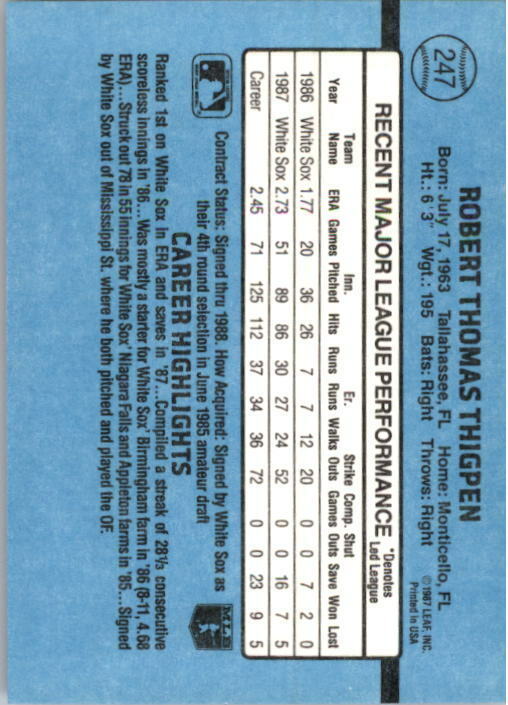 247
ROBERT THOMAS THIGPEN
Born: July 17, 1963 Tallahassee, FL Home: Monticello, FL
Ht.: 6'3" Wgt.: 195 Bats: Right Throws: Right
©1987 LEAF, INC.
Printed in USA
RECENT MAJOR LEAGUE PERFORMANCE *Denotes Led League
Year Team Name ERA Games Inn. Pitched Hits Runs Er. Runs Walks Strike Outs Comp. Games Shut Outs Save Won Lost
1986 White Sox 1.77 20 36 26 7 7 12 20 0 0 7 2 0
1987 White Sox 2.73 51 89 86 30 27 24 52 0 0 16 7 5
Career 2.45 71 125 112 37 34 36 72 0 0 23 9 5
Contract Status: Signed thru 1988. How Acquired: Signed by White Sox as
their 4th round selection in June 1985 amateur draft
MLB
CAREER HIGHLIGHTS
Ranked 1st on White Sox in ERA and saves in '87...Compiled a streak of 28⅓ consecutive
scoreless innings in '86...Was mostly a starter for White Sox' Birmingham farm in '86 (8-11, 4.68
ERA)...Struck out 78 in 55 innings for White Sox' Niagara Falls and Appleton farms in '85...Signed
by White Sox out of Mississippi St. where he both pitched and played the OF.